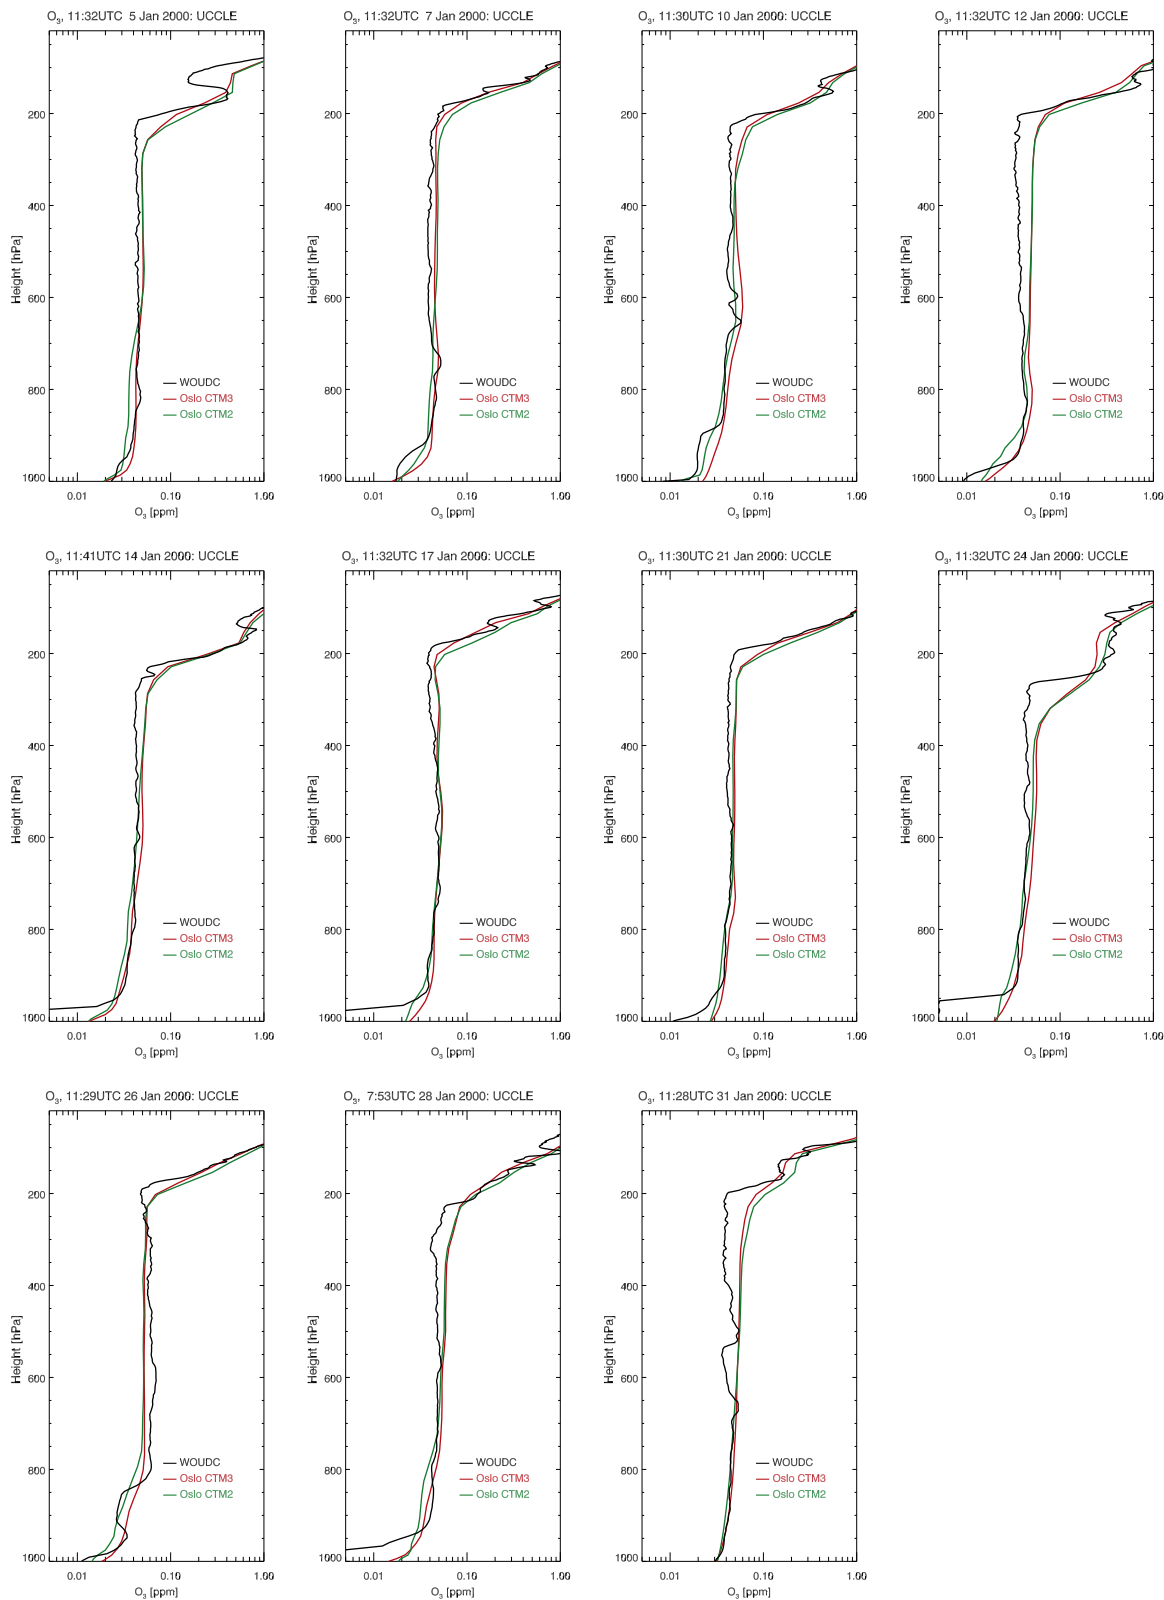 O3, 11:32UTC 5 Jan 2000: UCCLE
200
400
600
800
1000
Height [hPa]
WOUDC
Oslo CTM3
Oslo CTM2
0.01 0.10 1.00
O3 [ppm]
O3, 11:32UTC 7 Jan 2000: UCCLE
200
400
600
800
1000
Height [hPa]
WOUDC
Oslo CTM3
Oslo CTM2
0.01 0.10 1.00
O3 [ppm]
O3, 11:30UTC 10 Jan 2000: UCCLE
200
400
600
800
1000
Height [hPa]
WOUDC
Oslo CTM3
Oslo CTM2
0.01 0.10 1.00
O3 [ppm]
O3, 11:32UTC 12 Jan 2000: UCCLE
200
400
600
800
1000
Height [hPa]
WOUDC
Oslo CTM3
Oslo CTM2
0.01 0.10 1.00
O3 [ppm]
O3, 11:41UTC 14 Jan 2000: UCCLE
200
400
600
800
1000
Height [hPa]
WOUDC
Oslo CTM3
Oslo CTM2
0.01 0.10 1.00
O3 [ppm]
O3, 11:32UTC 17 Jan 2000: UCCLE
200
400
600
800
1000
Height [hPa]
WOUDC
Oslo CTM3
Oslo CTM2
0.01 0.10 1.00
O3 [ppm]
O3, 11:30UTC 21 Jan 2000: UCCLE
200
400
600
800
1000
Height [hPa]
WOUDC
Oslo CTM3
Oslo CTM2
0.01 0.10 1.00
O3 [ppm]
O3, 11:32UTC 24 Jan 2000: UCCLE
200
400
600
800
1000
Height [hPa]
WOUDC
Oslo CTM3
Oslo CTM2
0.01 0.10 1.00
O3 [ppm]
O3, 11:29UTC 26 Jan 2000: UCCLE
200
400
600
800
1000
Height [hPa]
WOUDC
Oslo CTM3
Oslo CTM2
0.01 0.10 1.00
O3 [ppm]
O3, 7:53UTC 28 Jan 2000: UCCLE
200
400
600
800
1000
Height [hPa]
WOUDC
Oslo CTM3
Oslo CTM2
0.01 0.10 1.00
O3 [ppm]
O3, 11:28UTC 31 Jan 2000: UCCLE
200
400
600
800
1000
Height [hPa]
WOUDC
Oslo CTM3
Oslo CTM2
0.01 0.10 1.00
O3 [ppm]